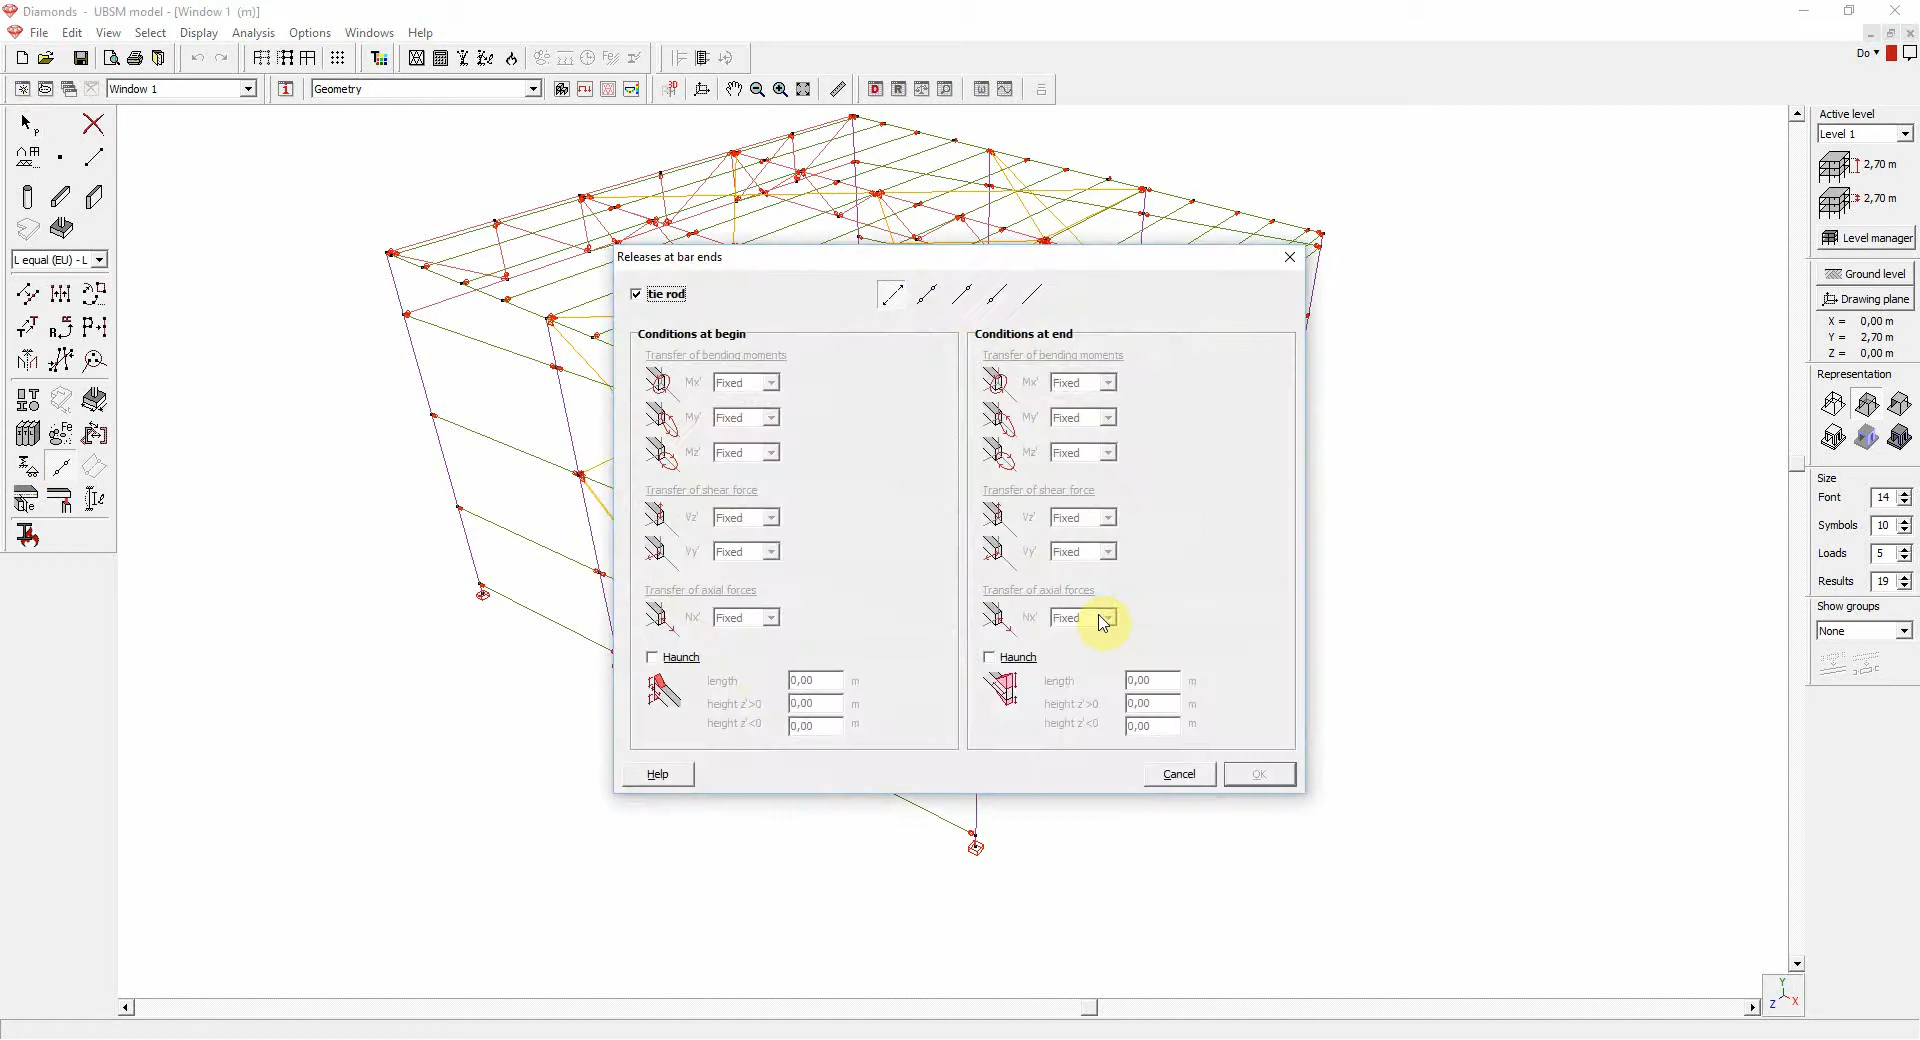 Diamonds - UBSM model - [Window 1 (m)]
File Edit View Select Display Analysis Options Windows Help
Do
Window 1
1
Geometry
3D
D R
P
L equal (EU) - L
Fe
Active level
Level 1
2,70 m
2,70 m
Level manager
Ground level
Drawing plane
X = 0,00 m
Y = 2,70 m
Z = 0,00 m
Representation
Size
Font 14
Symbols 10
Loads 5
Results 19
Show groups
None
Releases at bar ends
tie rod
Conditions at begin
Transfer of bending moments
Mx' Fixed
My' Fixed
Mz' Fixed
Transfer of shear force
Vz' Fixed
Vy' Fixed
Transfer of axial forces
Nx' Fixed
Haunch
length 0,00 m
height z'>0 0,00 m
height z'<0 0,00 m
Conditions at end
Transfer of bending moments
Mx' Fixed
My' Fixed
Mz' Fixed
Transfer of shear force
Vz' Fixed
Vy' Fixed
Transfer of axial forces
Nx' Fixed
Haunch
length 0,00 m
height z'>0 0,00 m
height z'<0 0,00 m
Help Cancel OK
Y
Z X